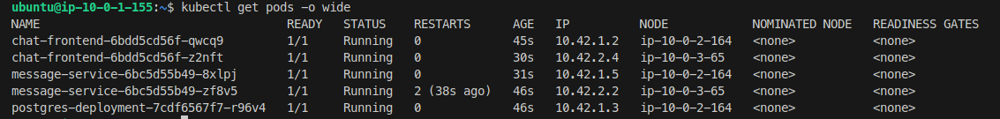 ubuntu@ip-10-0-1-155:~$ kubectl get pods -o wide
NAME READY STATUS RESTARTS AGE IP NODE NOMINATED NODE READINESS GATES
chat-frontend-6bdd5cd56f-qwcq9 1/1 Running 0 45s 10.42.1.2 ip-10-0-2-164 <none> <none>
chat-frontend-6bdd5cd56f-z2nft 1/1 Running 0 30s 10.42.2.4 ip-10-0-3-65 <none> <none>
message-service-6bc5d55b49-8xlpj 1/1 Running 0 31s 10.42.1.5 ip-10-0-2-164 <none> <none>
message-service-6bc5d55b49-zf8v5 1/1 Running 2 (38s ago) 46s 10.42.2.2 ip-10-0-3-65 <none> <none>
postgres-deployment-7cdf6567f7-r96v4 1/1 Running 0 46s 10.42.1.3 ip-10-0-2-164 <none> <none>